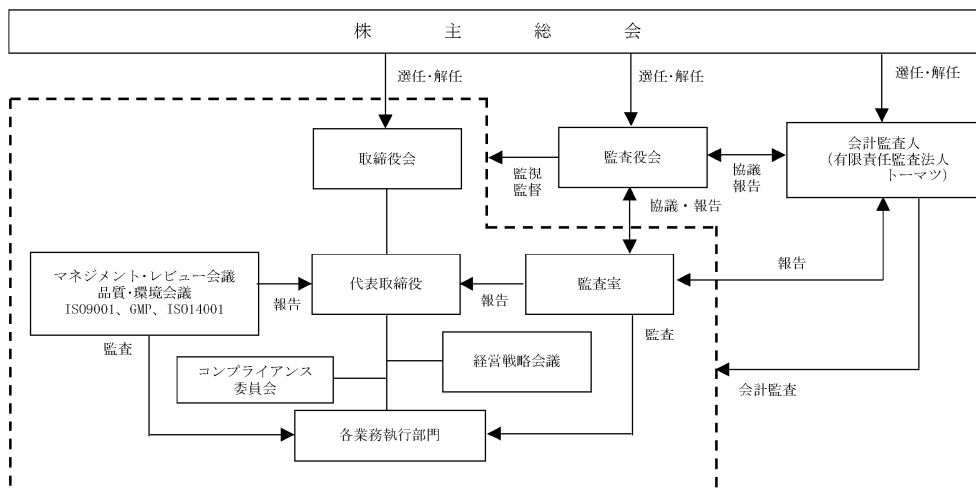 株主総会
選任・解任
選任・解任
選任・解任
取締役会
監視
監督
監査役会
協議
報告
会計監査人
(有限責任監査法人
トーマツ)
協議・報告
マネジメント・レビュー会議
品質・環境会議
ISO9001、GMP、ISO14001
報告
代表取締役
報告
監査室
報告
監査
コンプライアンス
委員会
経営戦略会議
監査
会計監査
各業務執行部門